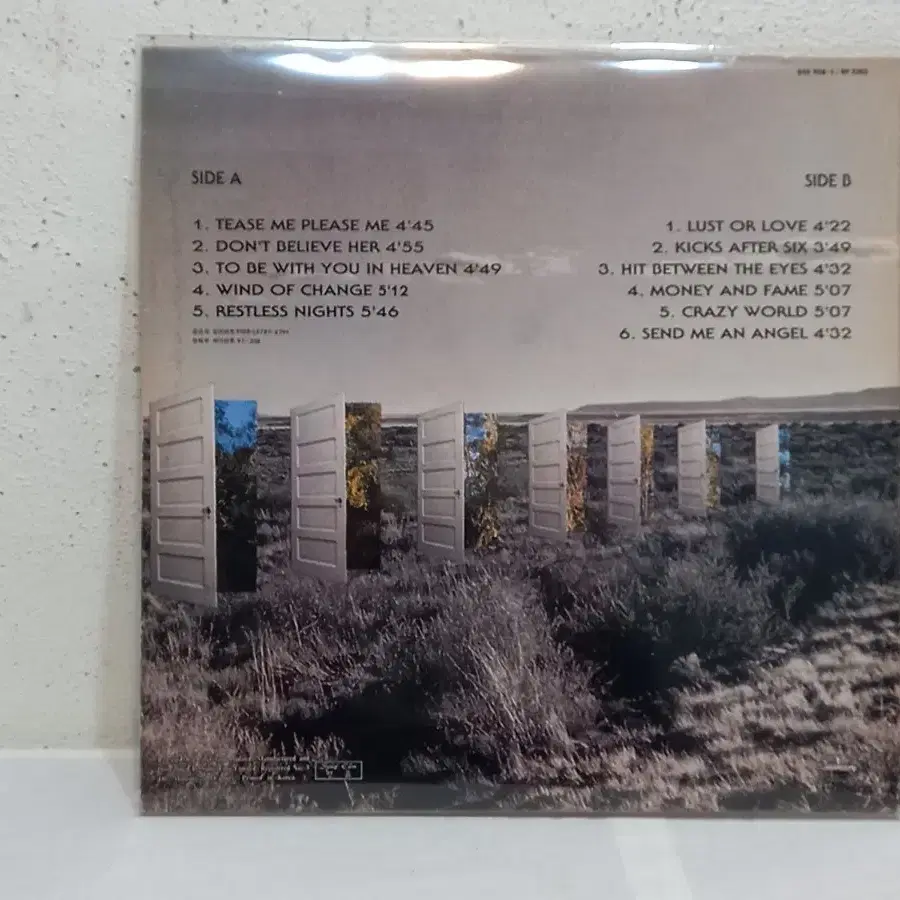 SIDE A
1. TEASE ME PLEASE ME 4'45
2. DON'T BELIEVE HER 4'55
3. TO BE WITH YOU IN HEAVEN 4'49
4. WIND OF CHANGE 5'12
5. RESTLESS NIGHTS 5'46
SIDE B
1. LUST OR LOVE 4'22
2. KICKS AFTER SIX 3'49
3. HIT BETWEEN THE EYES 4'32
4. MONEY AND FAME 5'07
5. CRAZY WORLD 5'07
6. SEND ME AN ANGEL 4'32